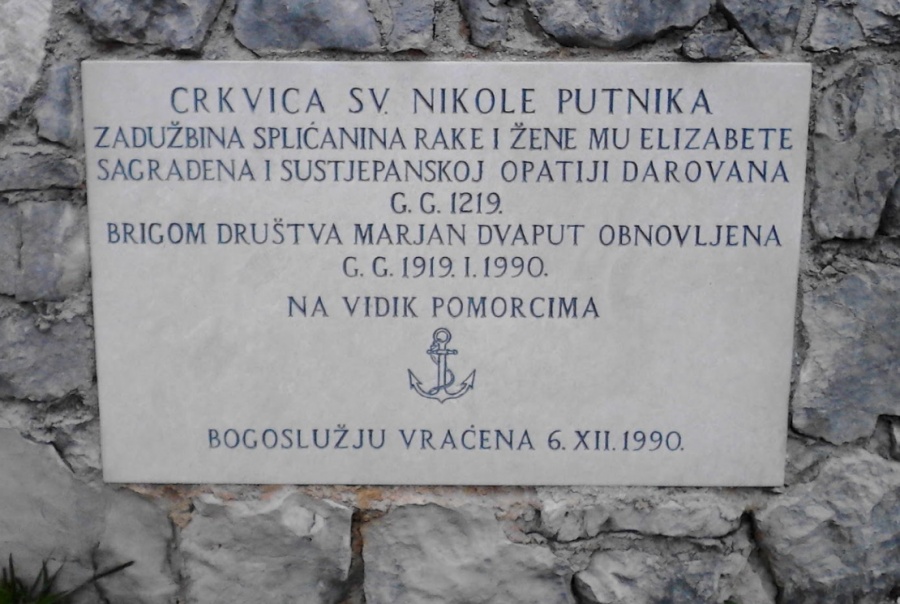 CRKVICA SV. NIKOLE PUTNIKA
ZADUŽBINA SPLIĆANINA RAKE I ŽENE MU ELIZABETE
SAGRAĐENA I SUSTJEPANSKOJ OPATIJI DAROVANA
G. G. 1219.
BRIGOM DRUŠTVA MARJAN DVAPUT OBNOVLJENA
G. G. 1919. I. 1990.
NA VIDIK POMORCIMA
BOGOSLUŽJU VRAĆENA 6. XII. 1990.